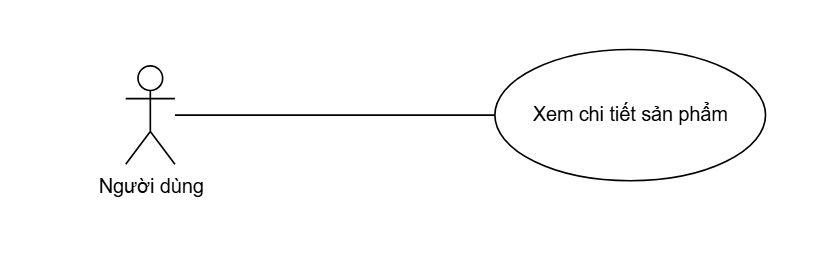 Xem chi tiết sản phẩm
Người dùng